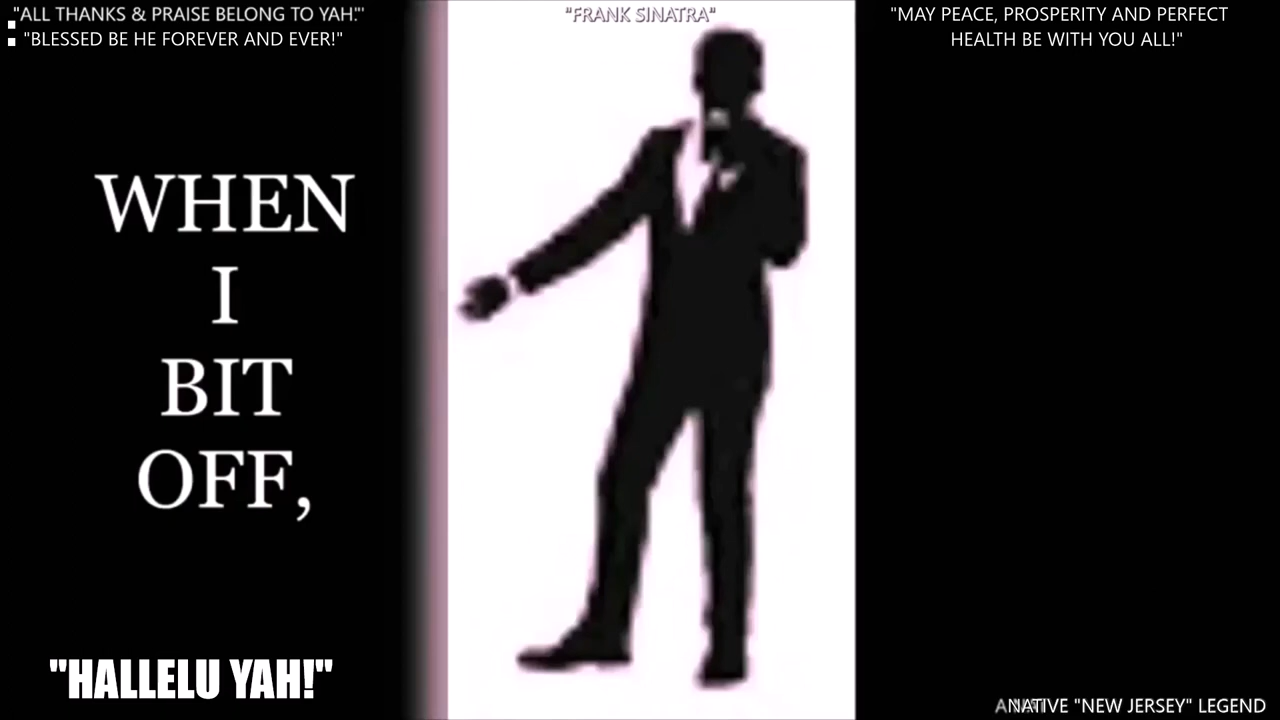 "ALL THANKS & PRAISE BELONG TO YAH."
"BLESSED BE HE FOREVER AND EVER!"
"FRANK SINATRA"
"MAY PEACE, PROSPERITY AND PERFECT
HEALTH BE WITH YOU ALL!"
WHEN
I
BIT
OFF,
"HALLELU YAH!"
NATIVE "NEW JERSEY" LEGEND